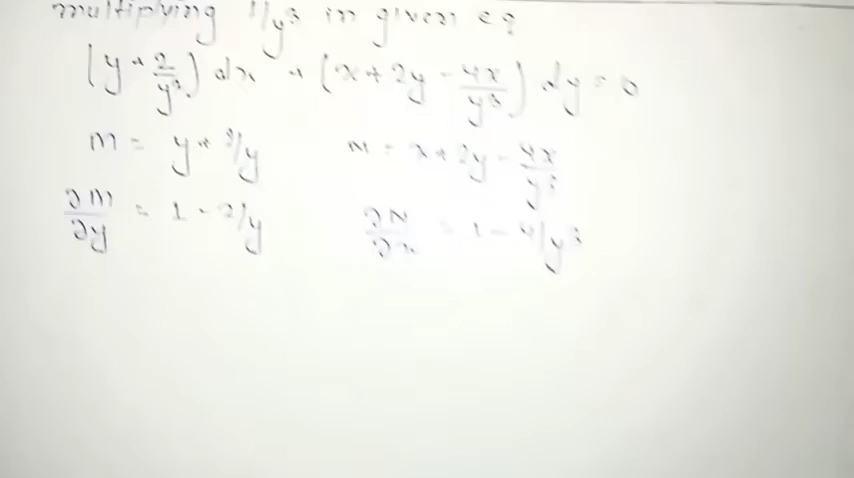 multiplying 1/y³ in given eq
(y + 2/y²) dx + (x + 2y - 4x/y³) dy = 0
m = y + 2/y N = x + 2y - 4x/y³
∂M/∂y = 1 - 2/y ∂N/∂x = 1 - 4/y³